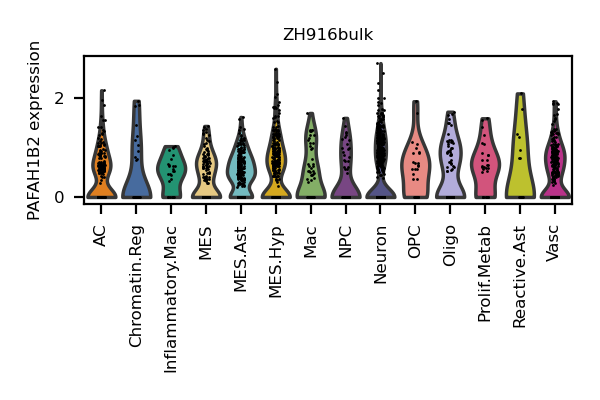 ZH916bulk
PAFAH1B2 expression
2
0
AC
Chromatin.Reg
Inflammatory.Mac
MES
MES.Ast
MES.Hyp
Mac
NPC
Neuron
OPC
Oligo
Prolif.Metab
Reactive.Ast
Vasc